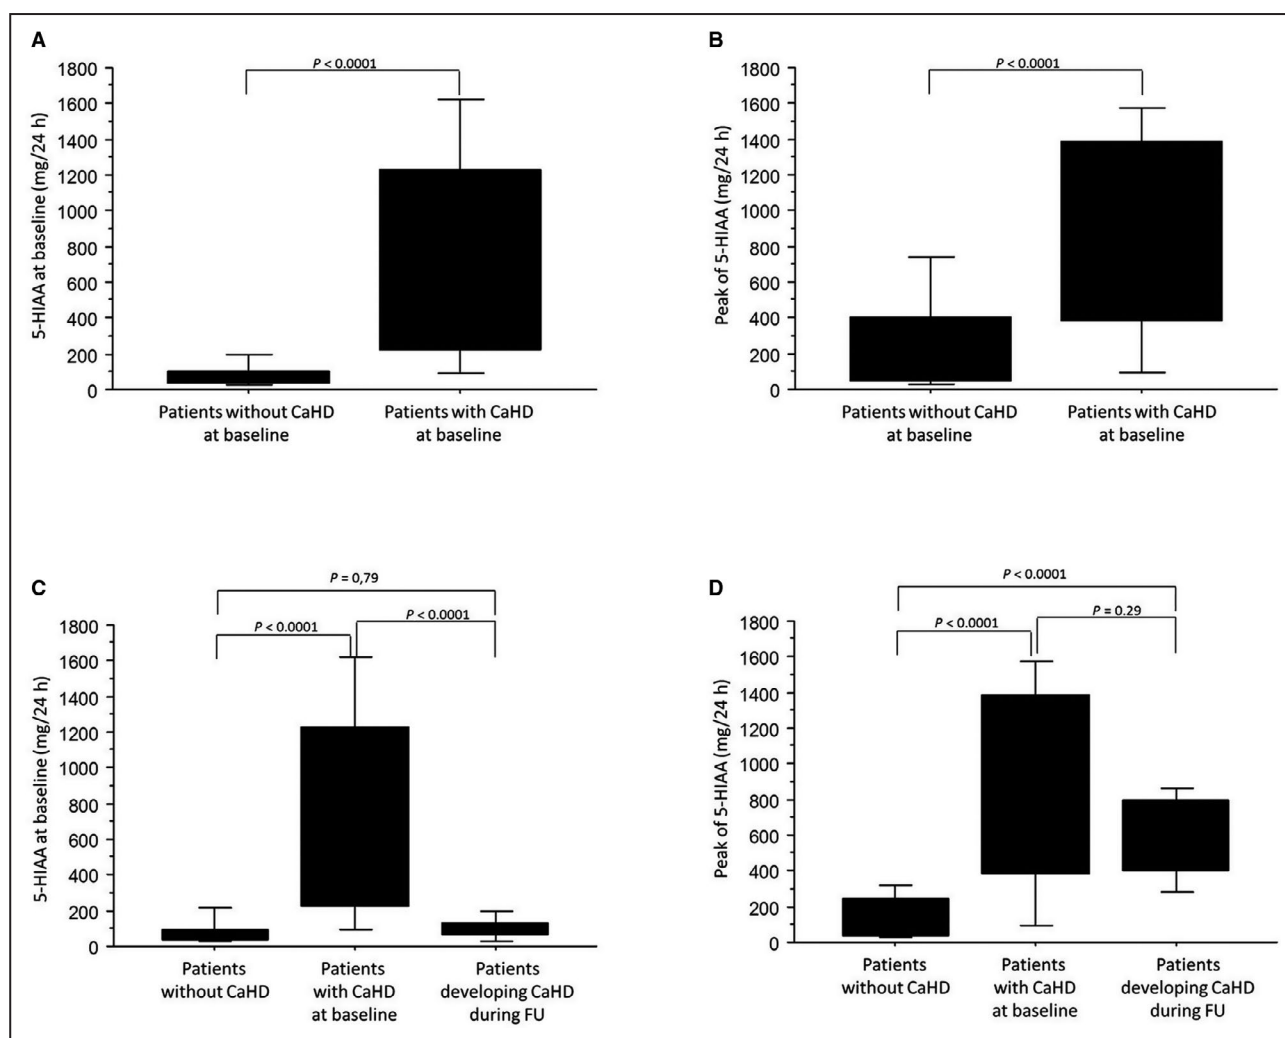 A
P < 0.0001
5-HIAA at baseline (mg/24 h)
1800
1600
1400
1200
1000
800
600
400
200
0
Patients without CaHD
at baseline
Patients with CaHD
at baseline
B
P < 0.0001
Peak of 5-HIAA (mg/24 h)
1800
1600
1400
1200
1000
800
600
400
200
0
Patients without CaHD
at baseline
Patients with CaHD
at baseline
C
P = 0,79
P < 0.0001
P < 0.0001
5-HIAA at baseline (mg/24 h)
1800
1600
1400
1200
1000
800
600
400
200
0
Patients
without CaHD
Patients
with CaHD
at baseline
Patients
developing CaHD
during FU
D
P < 0.0001
P = 0.29
P < 0.0001
Peak of 5-HIAA (mg/24 h)
1800
1600
1400
1200
1000
800
600
400
200
0
Patients
without CaHD
Patients
with CaHD
at baseline
Patients
developing CaHD
during FU